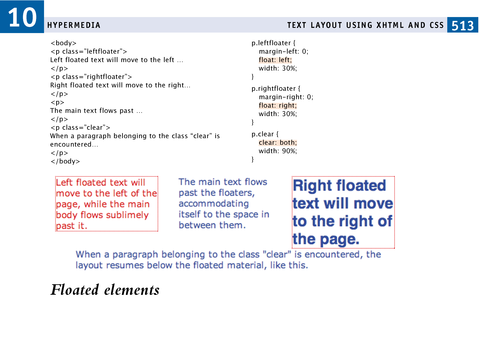 10
HYPERMEDIA
TEXT LAYOUT USING XHTML AND CSS 513
<body>
<p class="leftfloater">
Left floated text will move to the left ...
</p>
<p class="rightfloater">
Right floated text will move to the right...
</p>
<p>
The main text flows past ...
</p>
<p class="clear">
When a paragraph belonging to the class "clear" is
encountered...
</p>
</body>
p.leftfloater {
margin-left: 0;
float: left;
width: 30%;
}
p.rightfloater {
margin-right: 0;
float: right;
width: 30%;
}
p.clear {
clear: both;
width: 90%;
}
Left floated text will
move to the left of the
page, while the main
body flows sublimely
past it.
The main text flows
past the floaters,
accommodating
itself to the space in
between them.
Right floated
text will move
to the right of
the page.
When a paragraph belonging to the class "clear" is encountered, the
layout resumes below the floated material, like this.
Floated elements